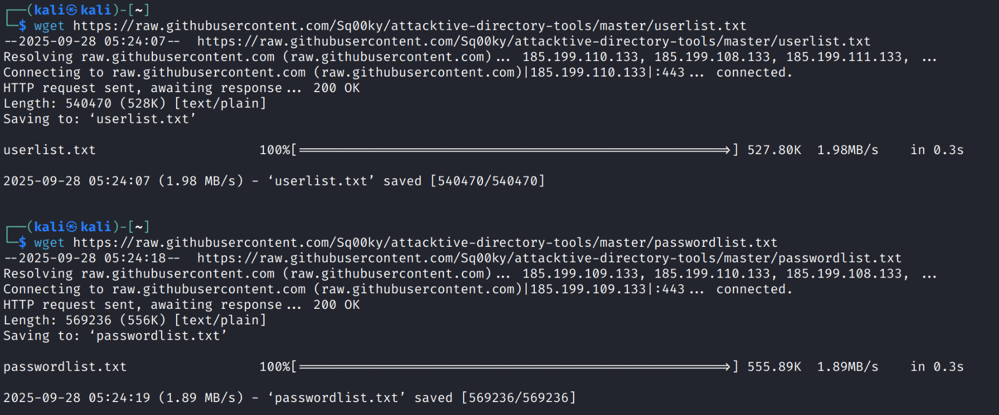 ┌──(kali㉿kali)-[~]
└─$ wget https://raw.githubusercontent.com/Sq00ky/attacktive-directory-tools/master/userlist.txt
--2025-09-28 05:24:07--  https://raw.githubusercontent.com/Sq00ky/attacktive-directory-tools/master/userlist.txt
Resolving raw.githubusercontent.com (raw.githubusercontent.com)... 185.199.110.133, 185.199.108.133, 185.199.111.133, ...
Connecting to raw.githubusercontent.com (raw.githubusercontent.com)|185.199.110.133|:443... connected.
HTTP request sent, awaiting response... 200 OK
Length: 540470 (528K) [text/plain]
Saving to: ‘userlist.txt’
userlist.txt 100%[===================>] 527.80K 1.98MB/s in 0.3s
2025-09-28 05:24:07 (1.98 MB/s) - ‘userlist.txt’ saved [540470/540470]
┌──(kali㉿kali)-[~]
└─$ wget https://raw.githubusercontent.com/Sq00ky/attacktive-directory-tools/master/passwordlist.txt
--2025-09-28 05:24:18--  https://raw.githubusercontent.com/Sq00ky/attacktive-directory-tools/master/passwordlist.txt
Resolving raw.githubusercontent.com (raw.githubusercontent.com)... 185.199.109.133, 185.199.110.133, 185.199.108.133, ...
Connecting to raw.githubusercontent.com (raw.githubusercontent.com)|185.199.109.133|:443... connected.
HTTP request sent, awaiting response... 200 OK
Length: 569236 (556K) [text/plain]
Saving to: ‘passwordlist.txt’
passwordlist.txt 100%[===================>] 555.89K 1.89MB/s in 0.3s
2025-09-28 05:24:19 (1.89 MB/s) - ‘passwordlist.txt’ saved [569236/569236]